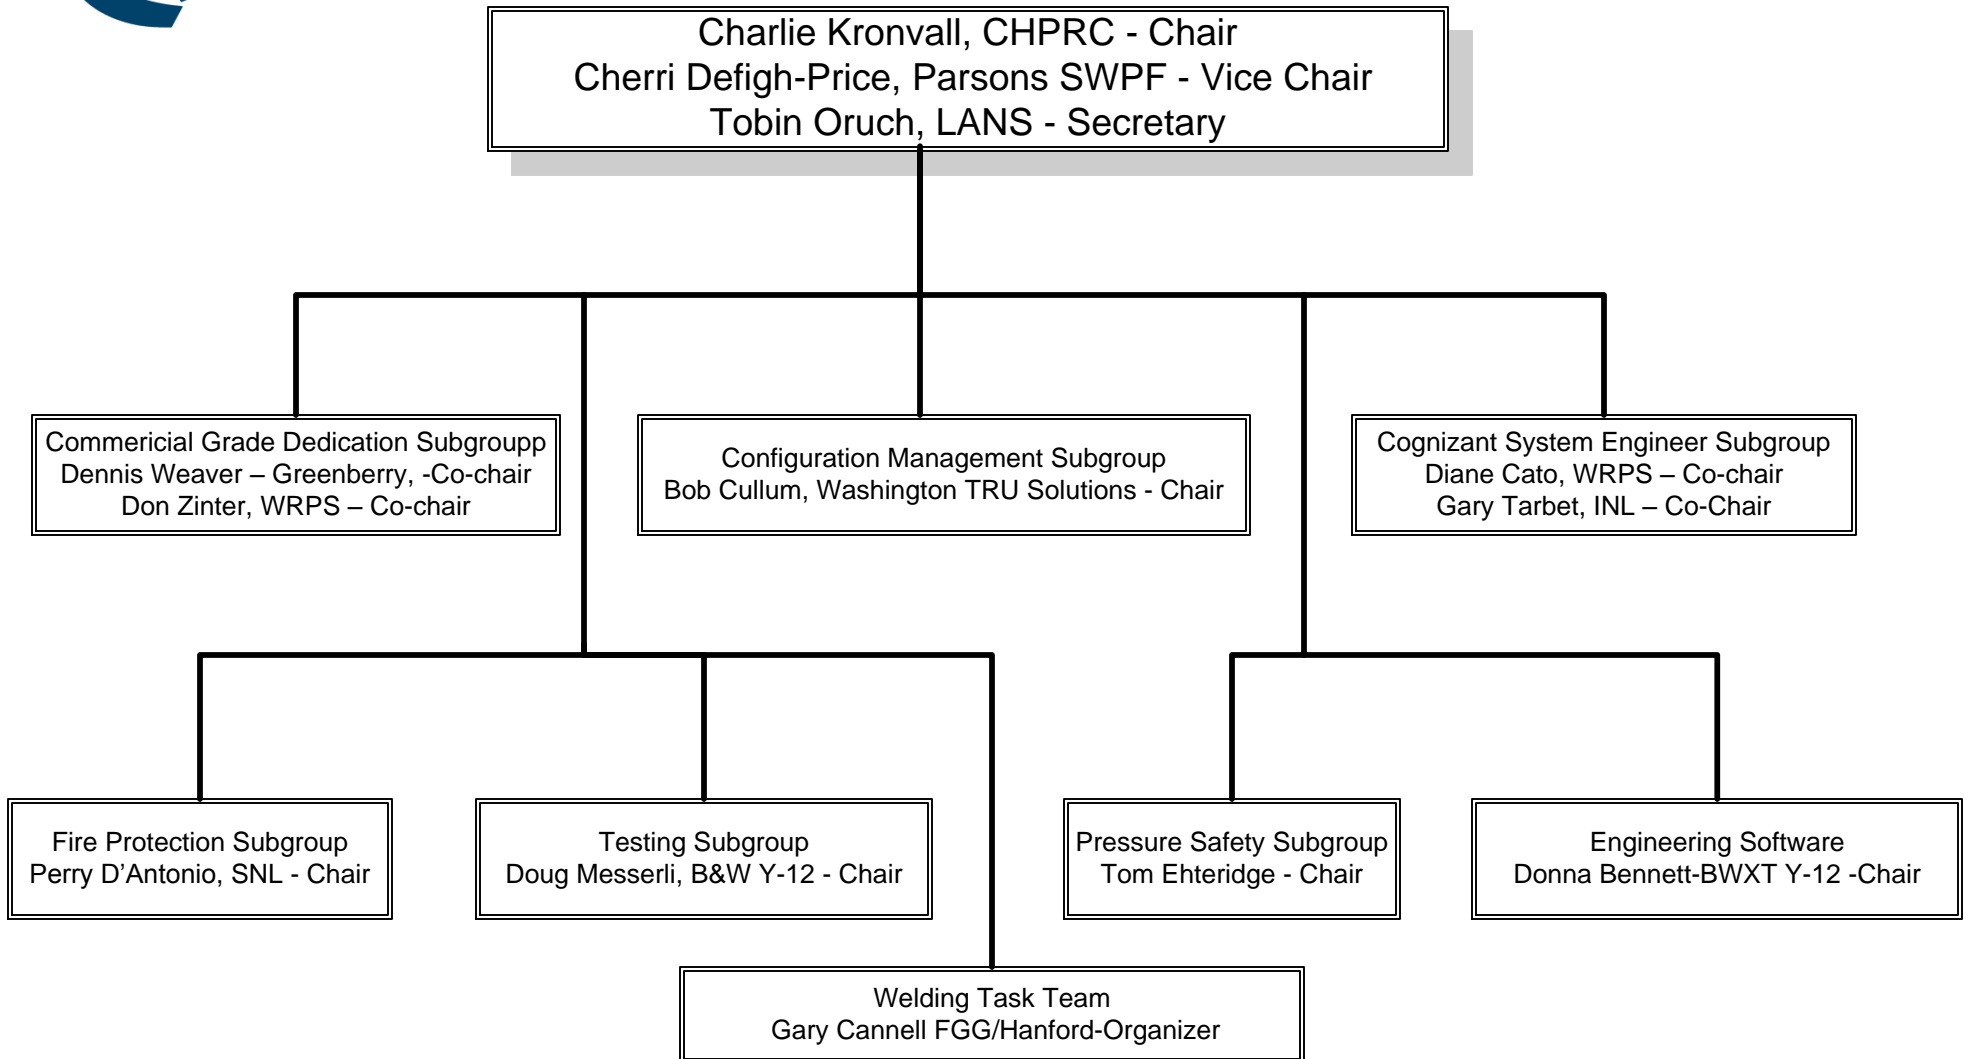 Charlie Kronvall, CHPRC - Chair
Cherri Defigh-Price, Parsons SWPF - Vice Chair
Tobin Oruch, LANS - Secretary
Commericial Grade Dedication Subgroupp
Dennis Weaver – Greenberry, -Co-chair
Don Zinter, WRPS – Co-chair
Configuration Management Subgroup
Bob Cullum, Washington TRU Solutions - Chair
Cognizant System Engineer Subgroup
Diane Cato, WRPS – Co-chair
Gary Tarbet, INL – Co-Chair
Fire Protection Subgroup
Perry D’Antonio, SNL - Chair
Testing Subgroup
Doug Messerli, B&W Y-12 - Chair
Pressure Safety Subgroup
Tom Ehteridge - Chair
Engineering Software
Donna Bennett-BWXT Y-12 -Chair
Welding Task Team
Gary Cannell FGG/Hanford-Organizer